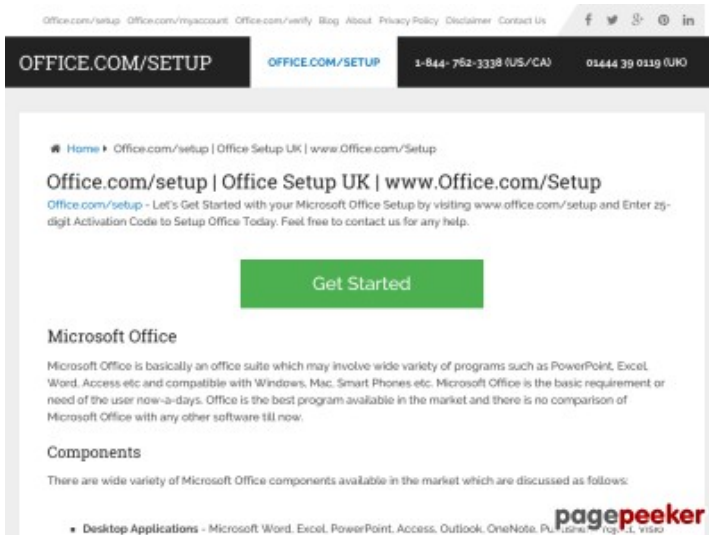 Office.com/setup Office.com/myaccount Office.com/verify Blog About Privacy Policy Disclaimer Contact Us
OFFICE.COM/SETUP OFFICE.COM/SETUP 1-844- 762-3338 (US/CA) 01444 39 0119 (UK)
Home Office.com/setup | Office Setup UK | www.Office.com/Setup
Office.com/setup | Office Setup UK | www.Office.com/Setup
Office.com/setup - Let's Get Started with your Microsoft Office Setup by visiting www.office.com/setup and Enter 25-
digit Activation Code to Setup Office Today. Feel free to contact us for any help.
Get Started
Microsoft Office
Microsoft Office is basically an office suite which may involve wide variety of programs such as PowerPoint, Excel,
Word, Access etc and compatible with Windows, Mac, Smart Phones etc. Microsoft Office is the basic requirement or
need of the user now-a-days. Office is the best program available in the market and there is no comparison of
Microsoft Office with any other software till now.
Components
There are wide variety of Microsoft Office components available in the market which are discussed as follows:
Desktop Applications - Microsoft Word, Excel, PowerPoint, Access, Outlook, OneNote,
pagepeeker